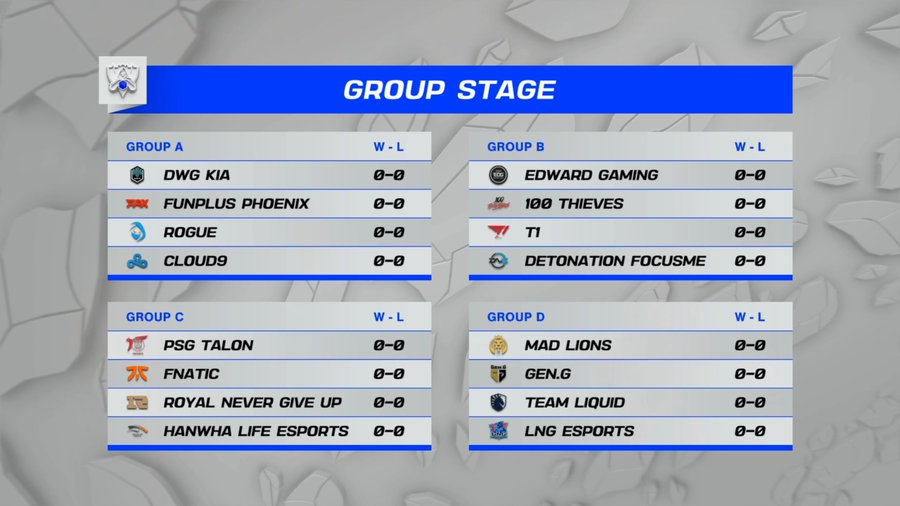 GROUP STAGE
GROUP A W - L
DWG KIA 0-0
FUNPLUS PHOENIX 0-0
ROGUE 0-0
CLOUD9 0-0
GROUP B W - L
EDWARD GAMING 0-0
100 THIEVES 0-0
T1 0-0
DETONATION FOCUSME 0-0
GROUP C W - L
PSG TALON 0-0
FNATIC 0-0
ROYAL NEVER GIVE UP 0-0
HANWHA LIFE ESPORTS 0-0
GROUP D W - L
MAD LIONS 0-0
GEN.G 0-0
TEAM LIQUID 0-0
LNG ESPORTS 0-0